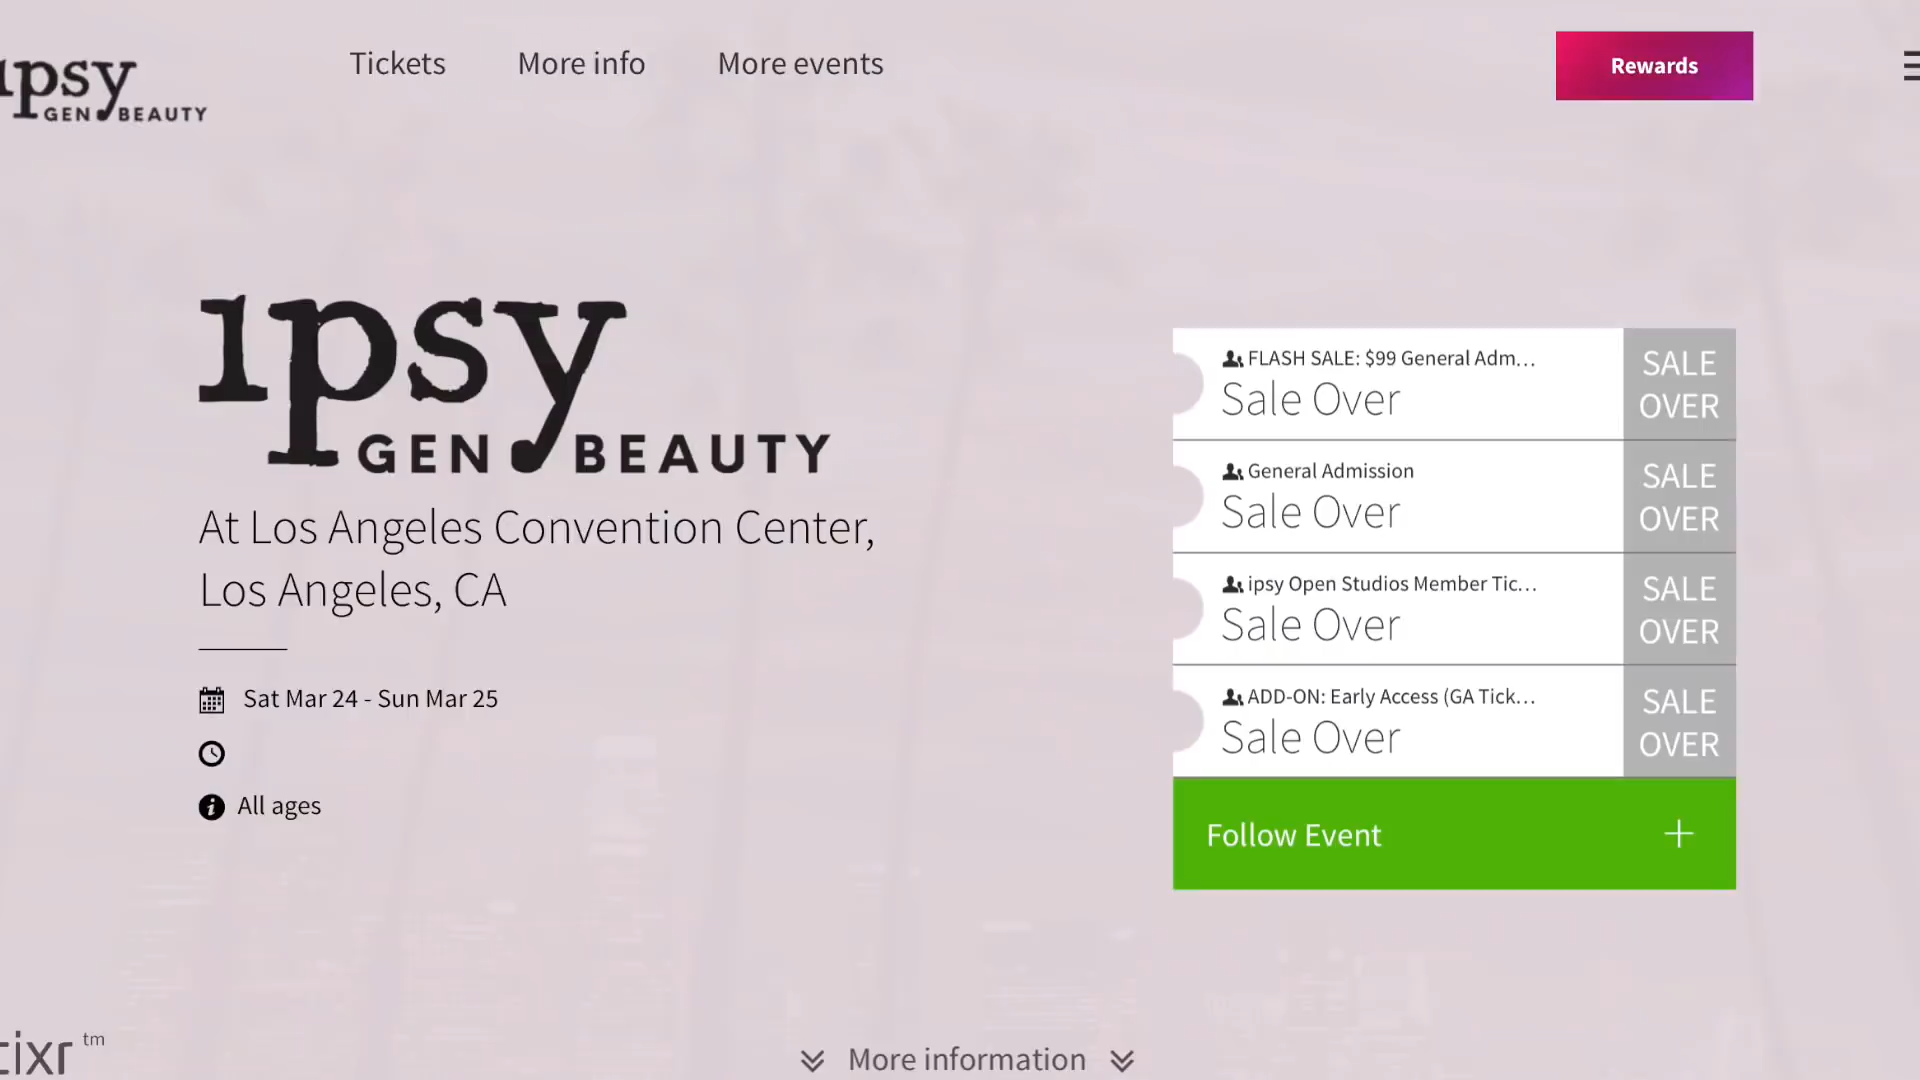 ipsy
GEN BEAUTY
Tickets
More info
More events
Rewards
ipsy
GEN BEAUTY
At Los Angeles Convention Center,
Los Angeles, CA
Sat Mar 24 - Sun Mar 25
All ages
FLASH SALE: $99 General Adm...
Sale Over
SALE
OVER
General Admission
Sale Over
SALE
OVER
ipsy Open Studios Member Tic...
Sale Over
SALE
OVER
ADD-ON: Early Access (GA Tick...
Sale Over
SALE
OVER
Follow Event
tixr tm
More information